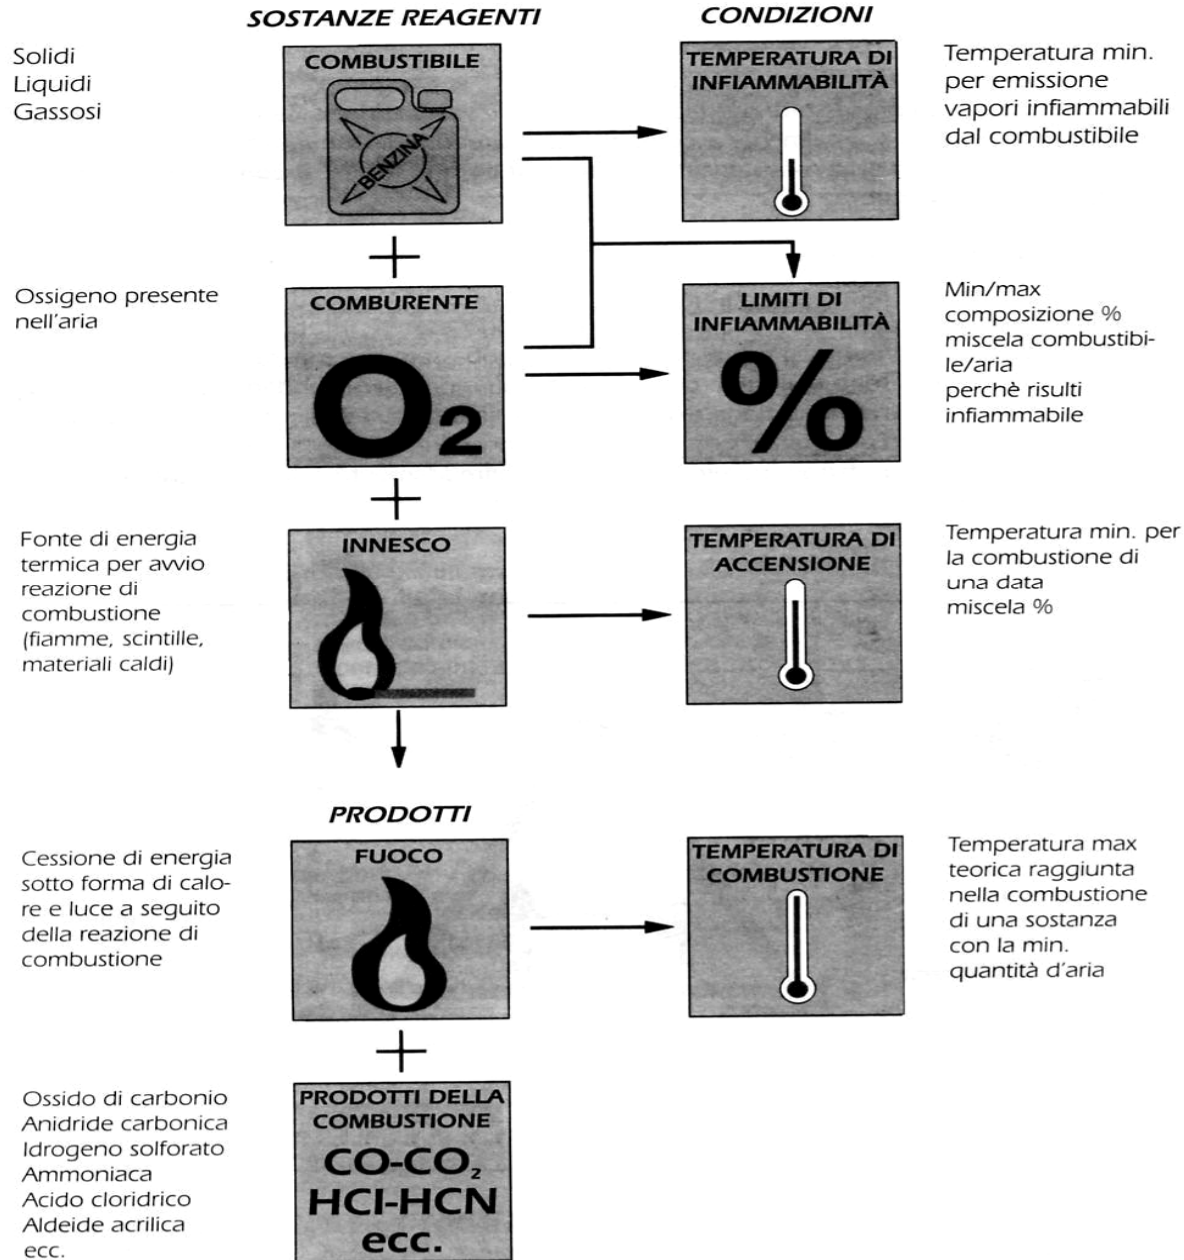 SOSTANZE REAGENTI
CONDIZIONI
Solidi
Liquidi
Gassosi
COMBUSTIBILE
BENZINA
TEMPERATURA DI
INFIAMMABILITÀ
Temperatura min.
per emissione
vapori infiammabili
dal combustibile
+
Ossigeno presente
nell'aria
COMBURENTE
O2
LIMITI DI
INFIAMMABILITÀ
%
Min/max
composizione %
miscela combustibi-
le/aria
perchè risulti
infiammabile
+
Fonte di energia
termica per avvio
reazione di
combustione
(fiamme, scintille,
materiali caldi)
INNESCO
TEMPERATURA DI
ACCENSIONE
Temperatura min. per
la combustione di
una data
miscela %
PRODOTTI
Cessione di energia
sotto forma di calo-
re e luce a seguito
della reazione di
combustione
FUOCO
TEMPERATURA DI
COMBUSTIONE
Temperatura max
teorica raggiunta
nella combustione
di una sostanza
con la min.
quantità d'aria
+
Ossido di carbonio
Anidride carbonica
Idrogeno solforato
Ammoniaca
Acido cloridrico
Aldeide acrilica
ecc.
PRODOTTI DELLA
COMBUSTIONE
CO-CO2
HCl-HCN
ecc.